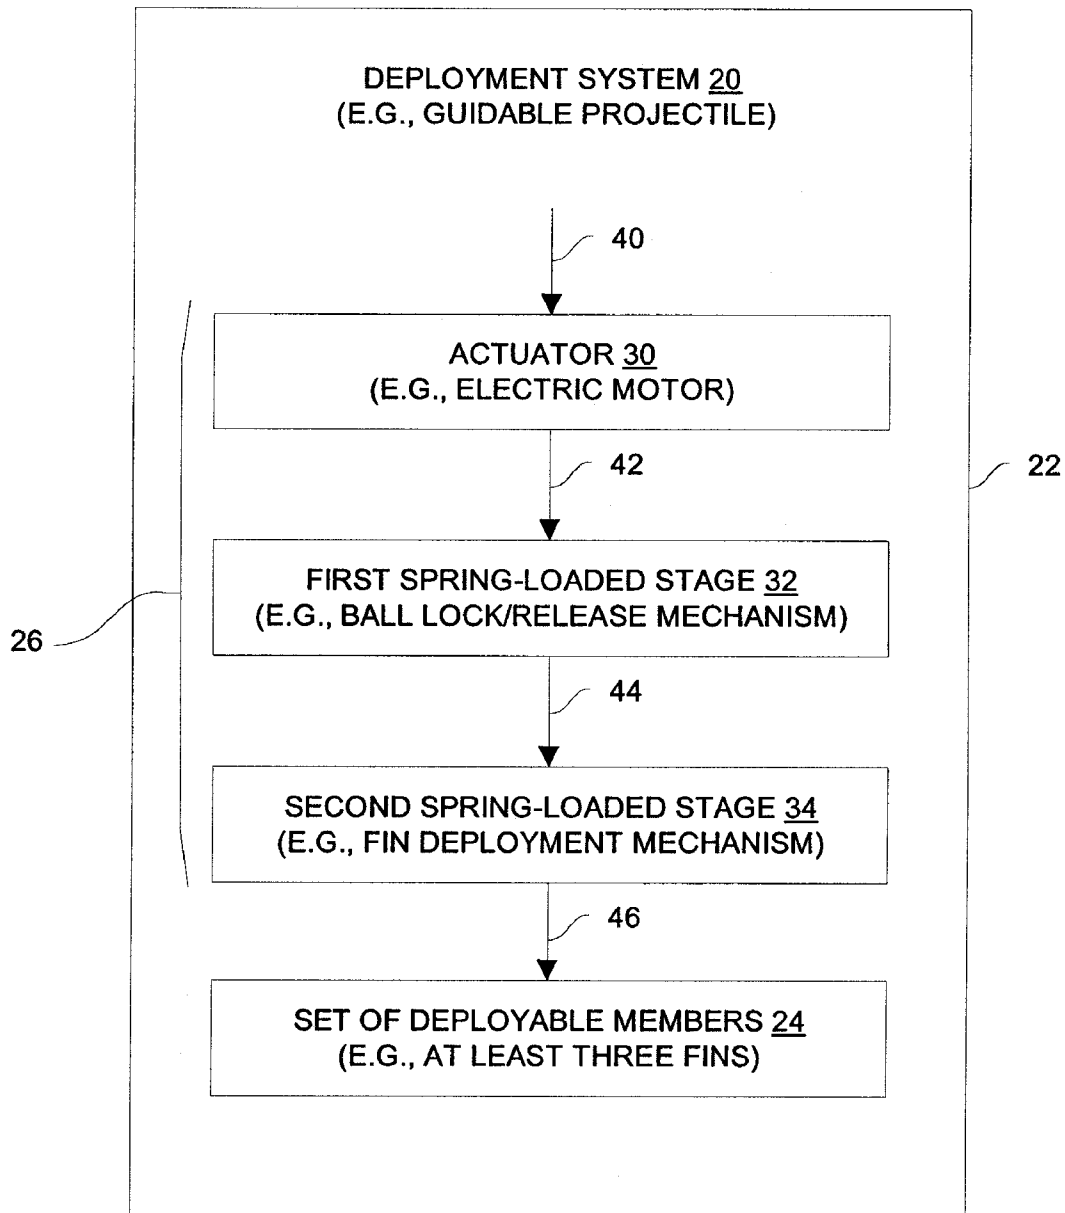 DEPLOYMENT SYSTEM 20
(E.G., GUIDABLE PROJECTILE)
40
ACTUATOR 30
(E.G., ELECTRIC MOTOR)
42
22
FIRST SPRING-LOADED STAGE 32
(E.G., BALL LOCK/RELEASE MECHANISM)
26
44
SECOND SPRING-LOADED STAGE 34
(E.G., FIN DEPLOYMENT MECHANISM)
46
SET OF DEPLOYABLE MEMBERS 24
(E.G., AT LEAST THREE FINS)